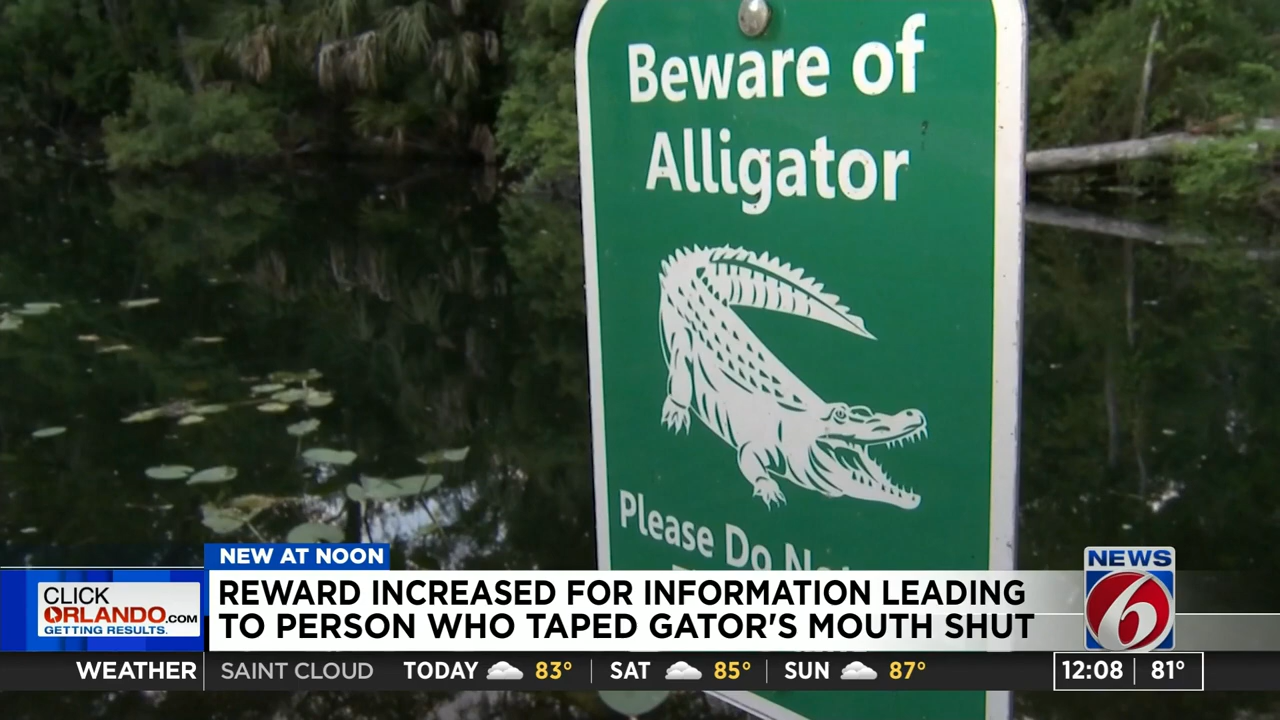 Beware of
Alligator
Please Do
NEW AT NOON
REWARD INCREASED FOR INFORMATION LEADING
TO PERSON WHO TAPED GATOR'S MOUTH SHUT
CLICK
ORLANDO.com
GETTING RESULTS.
NEWS
6
WEATHER SAINT CLOUD TODAY 83° SAT 85° SUN 87° 12:08 81°